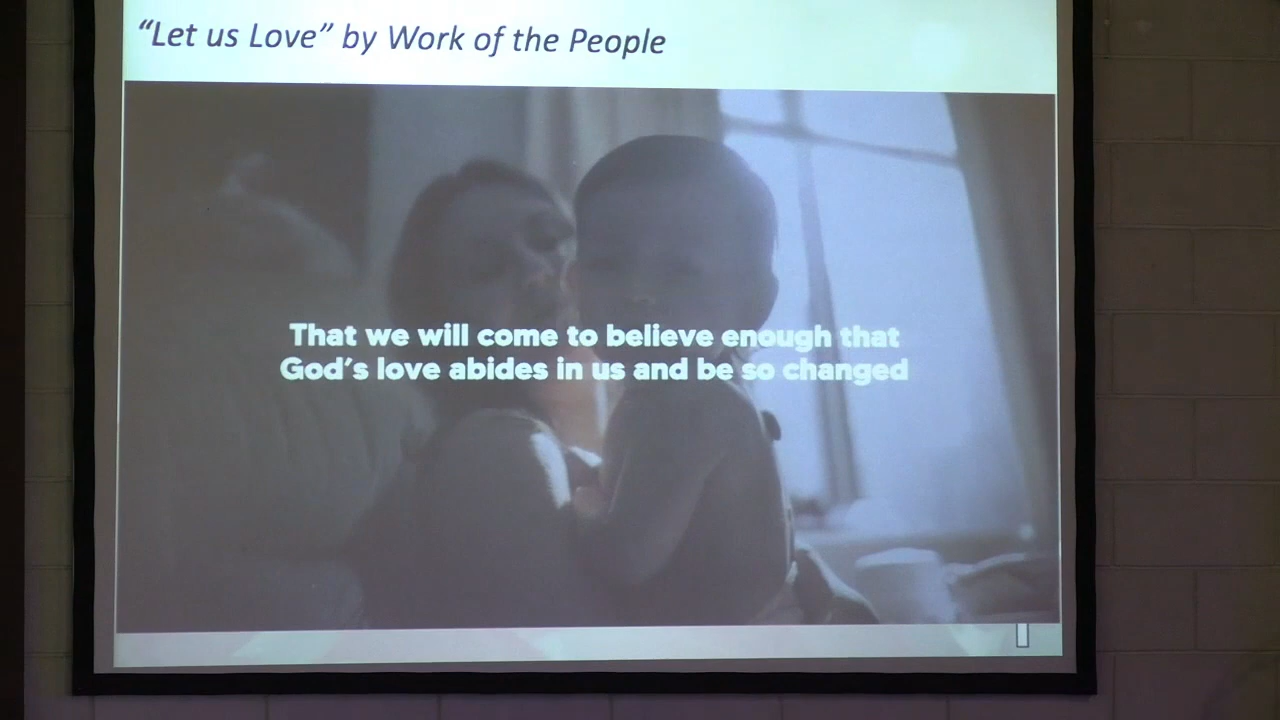 “Let us Love” by Work of the People
That we will come to believe enough that
God's love abides in us and be so changed